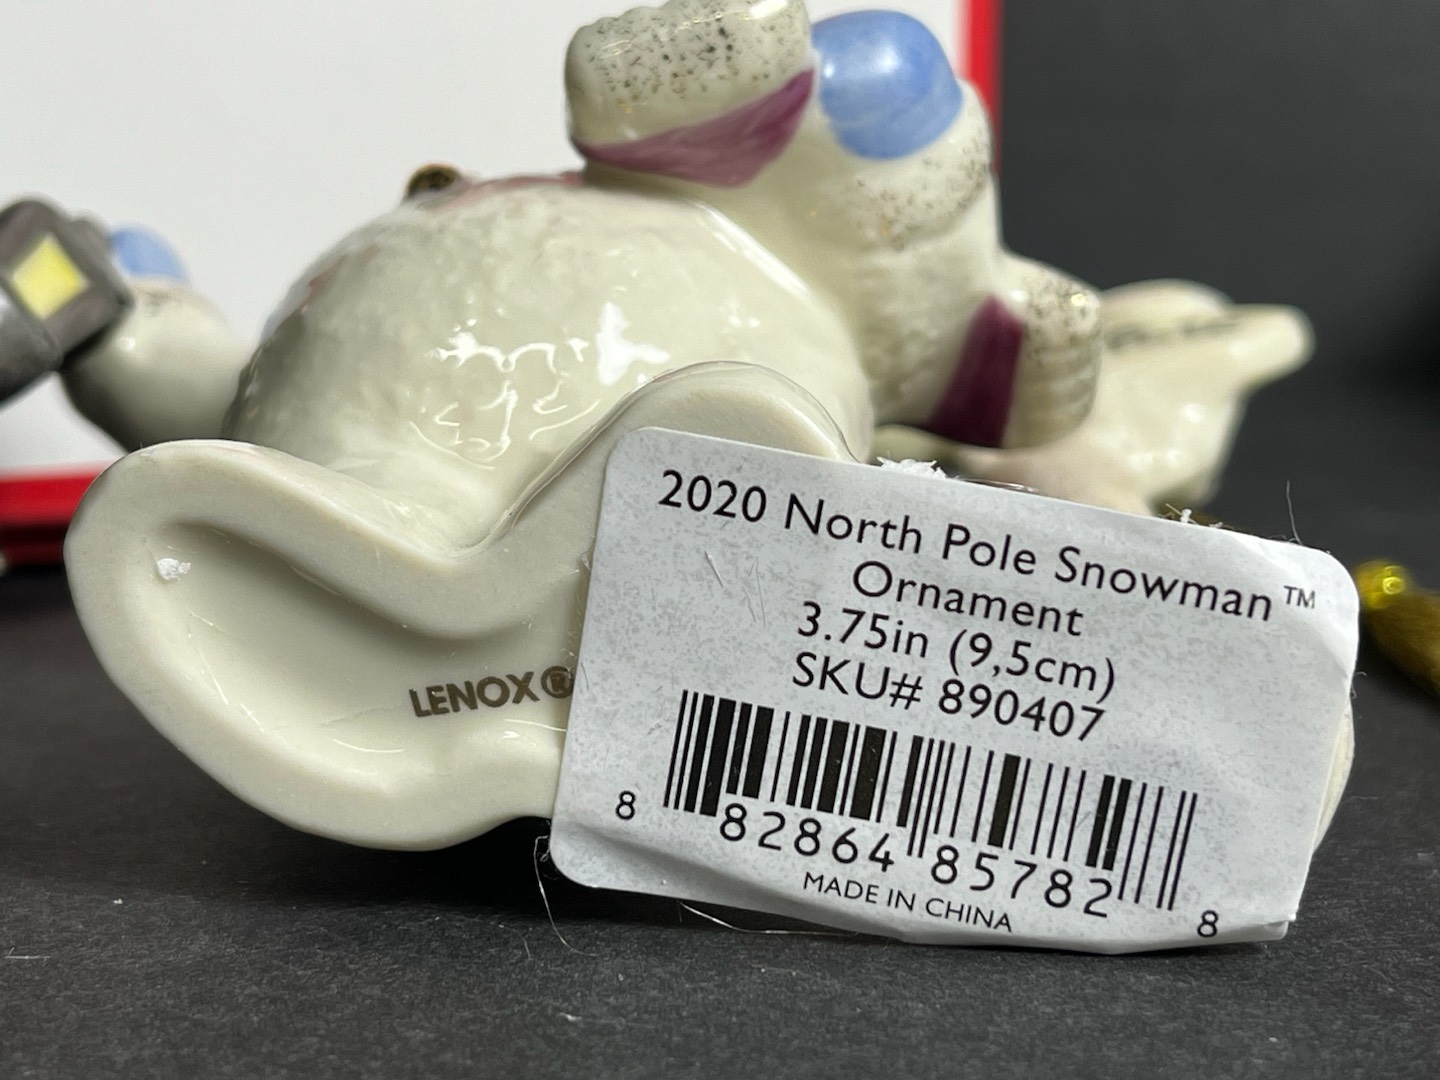 2020 North Pole Snowman™
Ornament
3.75in (9,5cm)
SKU# 890407
LENOX®
8 82864 85782 8
MADE IN CHINA